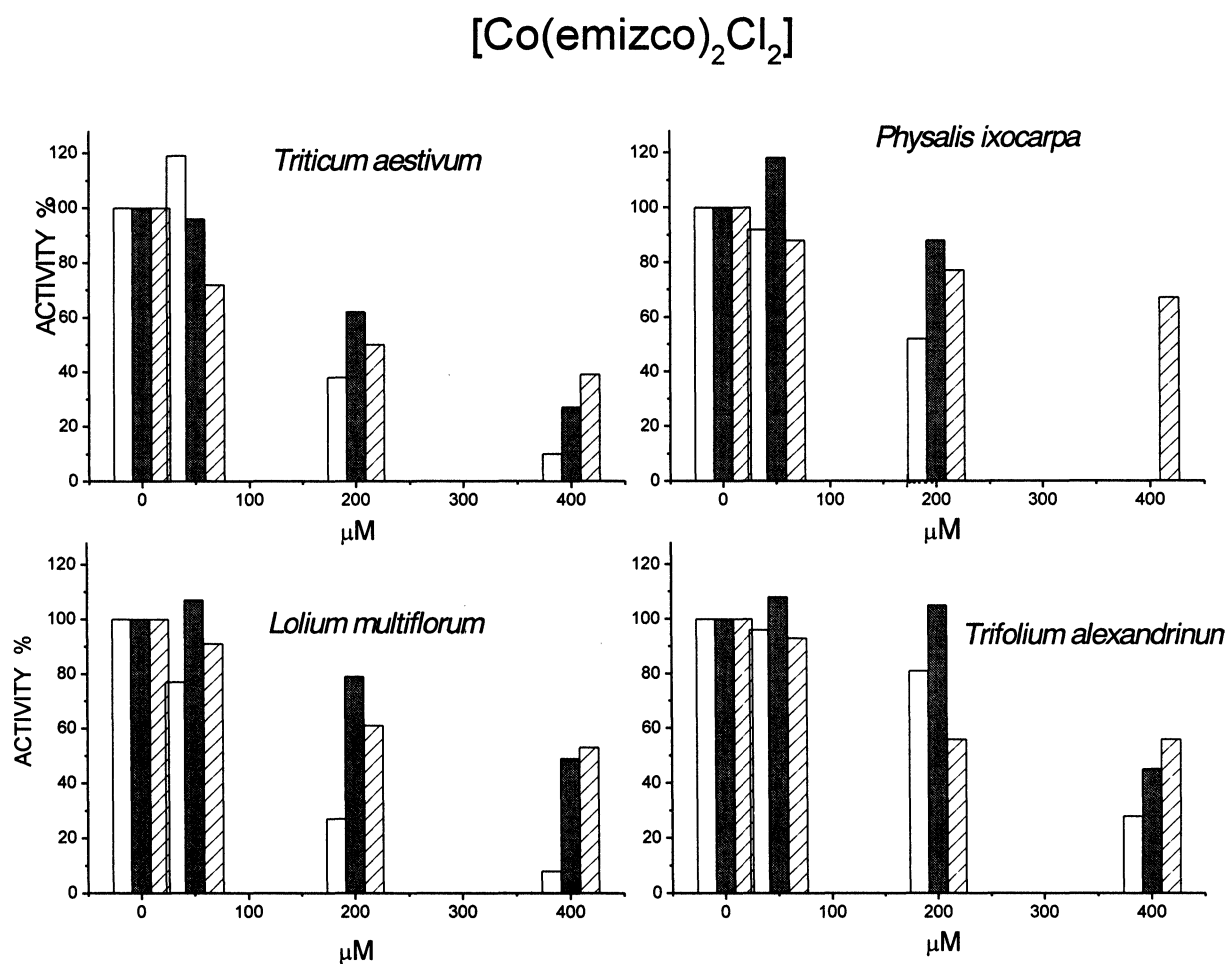 [Co(emizco)2Cl2]
Triticum aestivum
ACTIVITY %
120
100
80
60
40
20
0
0 100 200 300 400
μM
Physalis ixocarpa
120
100
80
60
40
20
0
0 100 200 300 400
μM
Lolium multiflorum
ACTIVITY %
120
100
80
60
40
20
0
0 100 200 300 400
μM
Trifolium alexandrinun
120
100
80
60
40
20
0
0 100 200 300 400
μM